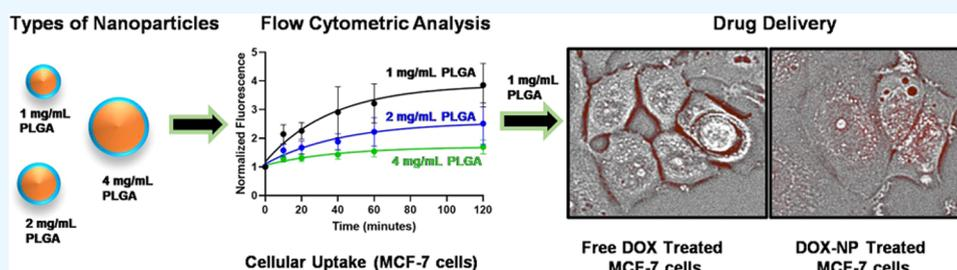 Types of Nanoparticles
1 mg/mL
PLGA
4 mg/mL
PLGA
2 mg/mL
PLGA
Flow Cytometric Analysis
Normalized Fluorescence
5
4
3
2
1
0
1 mg/mL PLGA
2 mg/mL PLGA
4 mg/mL PLGA
0 20 40 60 80 100 120
Time (minutes)
Cellular Uptake (MCF-7 cells)
1 mg/mL
PLGA
Drug Delivery
Free DOX Treated
MCF-7 cells
DOX-NP Treated
MCF-7 cells